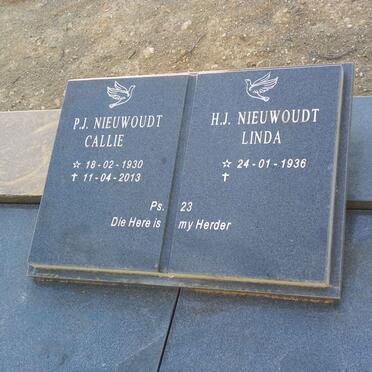 P.J. NIEUWOUDT
CALLIE
☆ 18 - 02 - 1930
✝ 11 - 04 - 2013
H.J. NIEUWOUDT
LINDA
☆ 24 - 01 - 1936
✝
Ps. 23
Die Here is my Herder